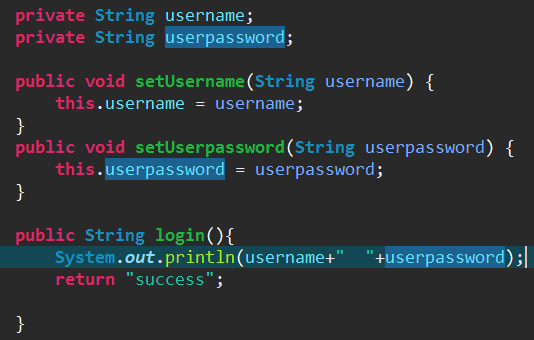 private String username;
private String userpassword;
public void setUsername(String username) {
    this.username = username;
}
public void setUserpassword(String userpassword) {
    this.userpassword = userpassword;
}
public String login(){
    System.out.println(username+"  "+userpassword);
    return "success";
}